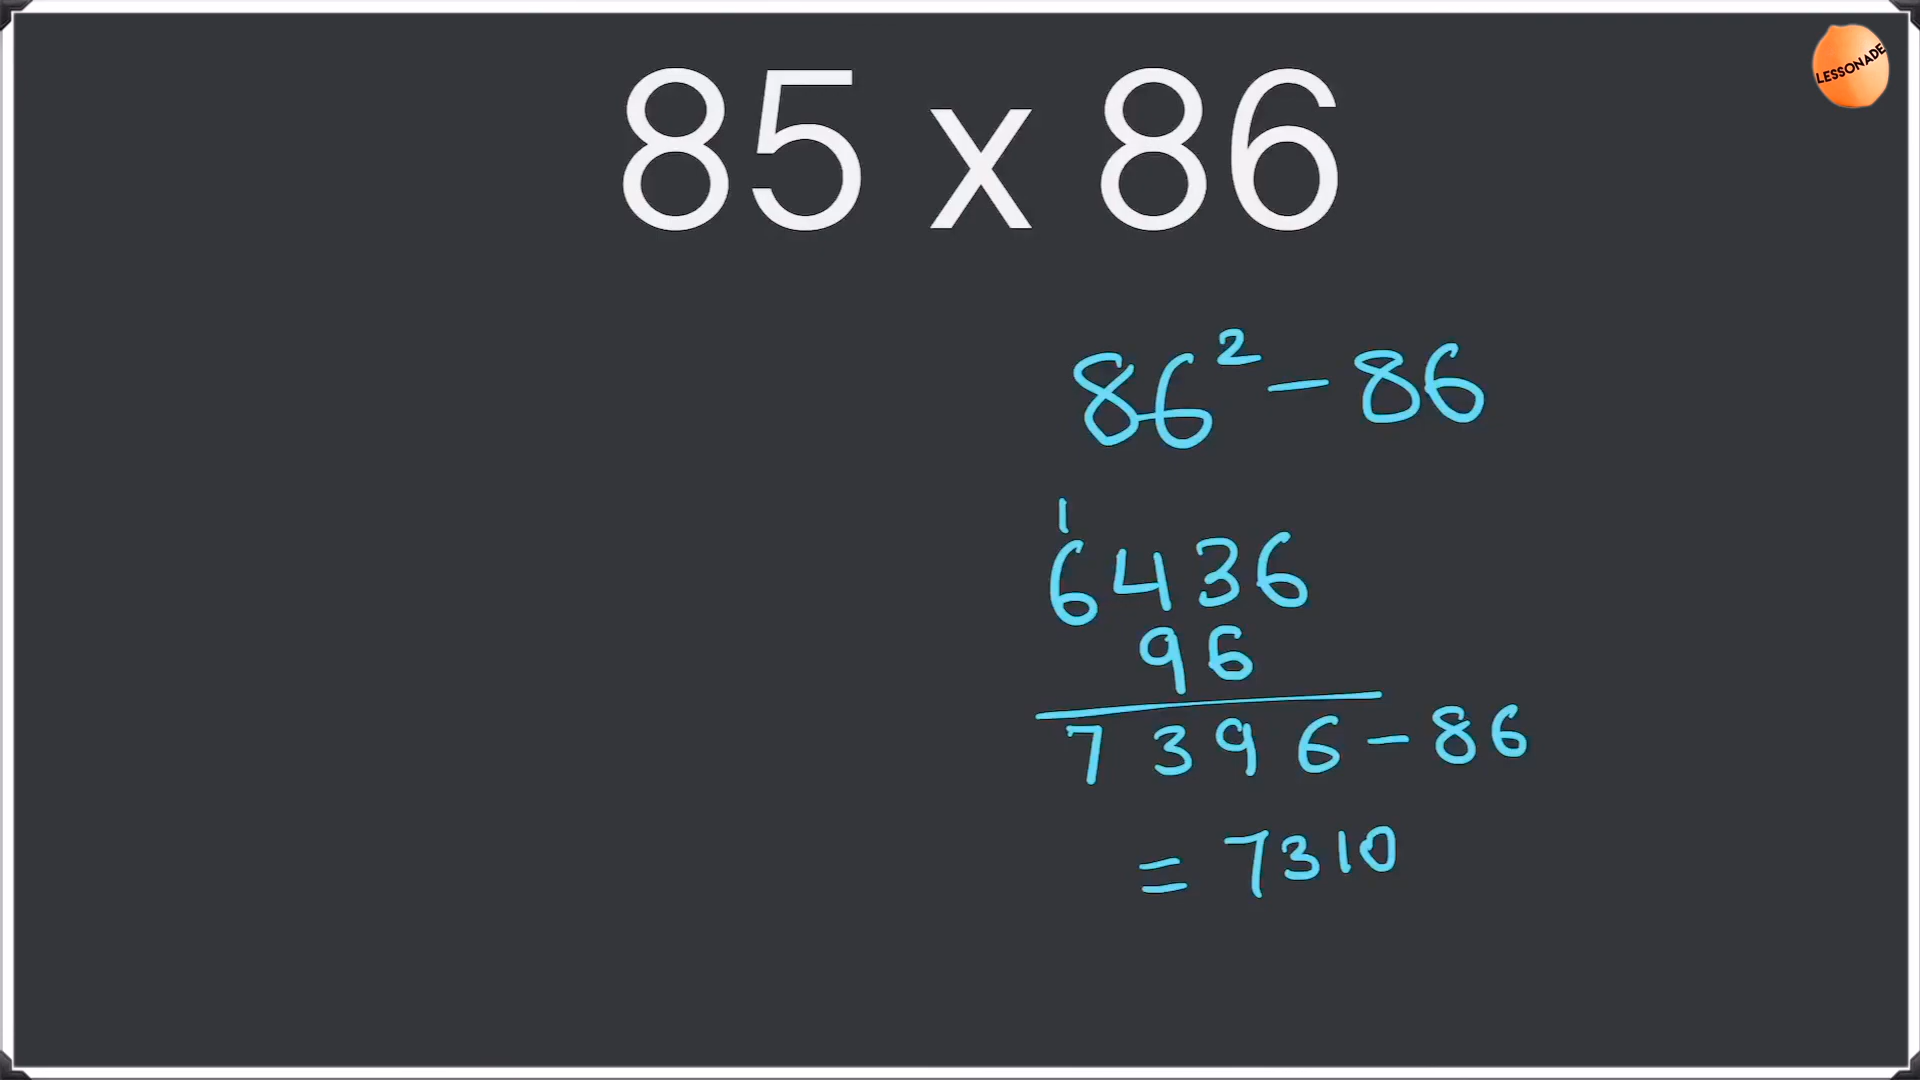 LESSONADE
85 x 86
86² – 86
1
6436
96
7396 – 86
= 7310